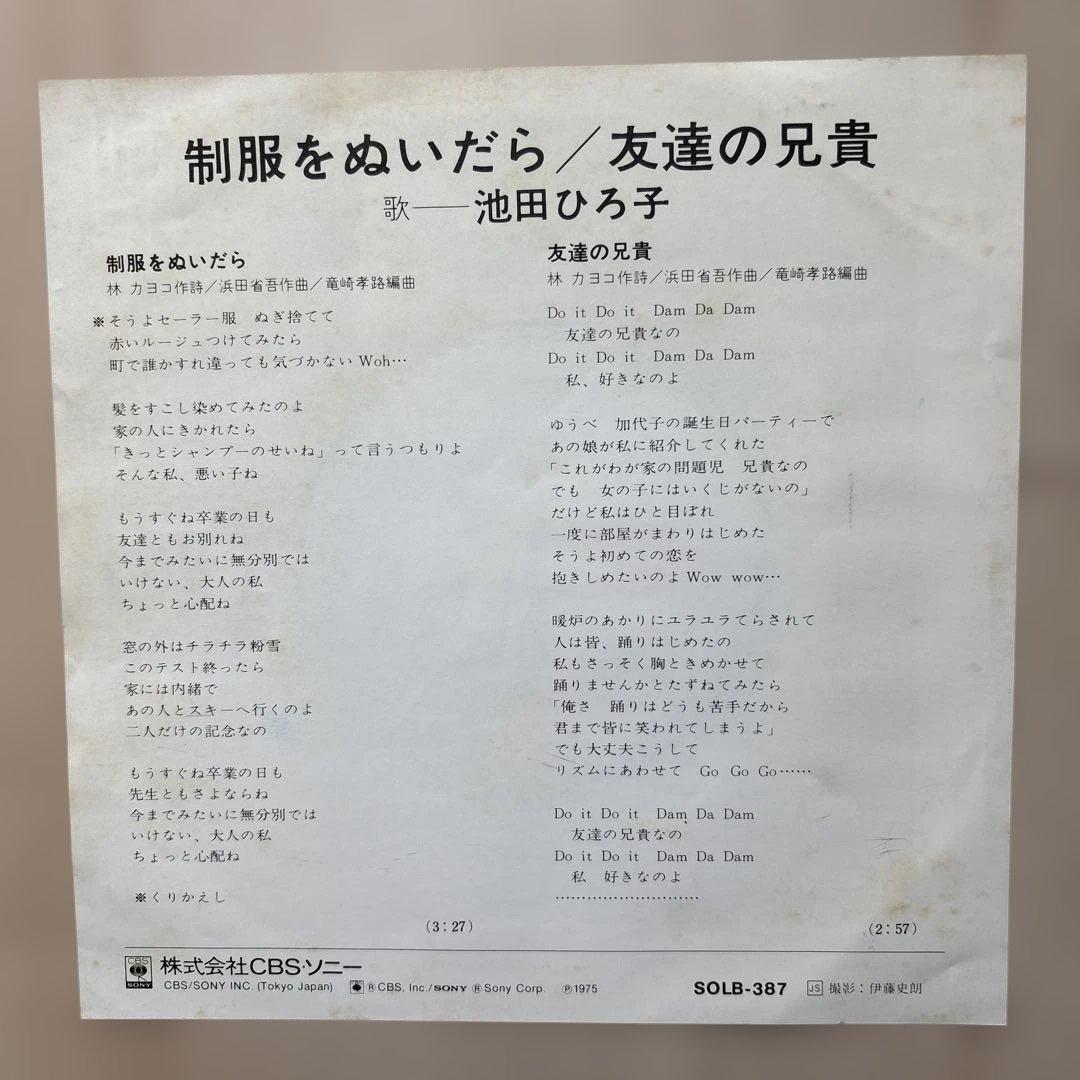 制服をぬいだら／友達の兄貴
歌――池田ひろ子
制服をぬいだら
林 カヨコ作詩／浜田省吾作曲／竜崎孝路編曲
※そうよセーラー服　ぬぎ捨てて
赤いルージュつけてみたら
町で誰かすれ違っても気づかない Woh…
髪をすこし染めてみたのよ
家の人にきかれたら
「きっとシャンプーのせいね」って言うつもりよ
そんな私、悪い子ね
もうすぐね卒業の日も
友達ともお別れね
今までみたいに無分別では
いけない、大人の私
ちょっと心配ね
窓の外はチラチラ粉雪
このテスト終ったら
家には内緒で
あの人とスキーへ行くのよ
二人だけの記念なの
もうすぐね卒業の日も
先生ともさよならね
今までみたいに無分別では
いけない、大人の私
ちょっと心配ね
※くりかえし
(3：27)
友達の兄貴
林 カヨコ作詩／浜田省吾作曲／竜崎孝路編曲
Do it Do it　Dam Da Dam
友達の兄貴なの
Do it Do it　Dam Da Dam
私、好きなのよ
ゆうべ　加代子の誕生日パーティーで
あの娘が私に紹介してくれた
「これがわが家の問題児　兄貴なの
でも　女の子にはいくじがないの」
だけど私はひと目ぼれ
一度に部屋がまわりはじめた
そうよ初めての恋を
抱きしめたいのよ Wow wow…
暖炉のあかりにユラユラてらされて
人は皆、踊りはじめたの
私もさっそく胸ときめかせて
踊りませんかとたずねてみたら
「俺さ　踊りはどうも苦手だから
君まで皆に笑われてしまうよ」
でも大丈夫こうして
リズムにあわせて　Go Go Go……
Do it Do it　Dam Da Dam
友達の兄貴なの
Do it Do it　Dam Da Dam
私　好きなのよ
…………………………
(2：57)
CBS SONY 株式会社CBS・ソニー
CBS/SONY INC. (Tokyo Japan) ® CBS, Inc./SONY ® Sony Corp. ℗1975
SOLB-387 JS 撮影：伊藤史朗